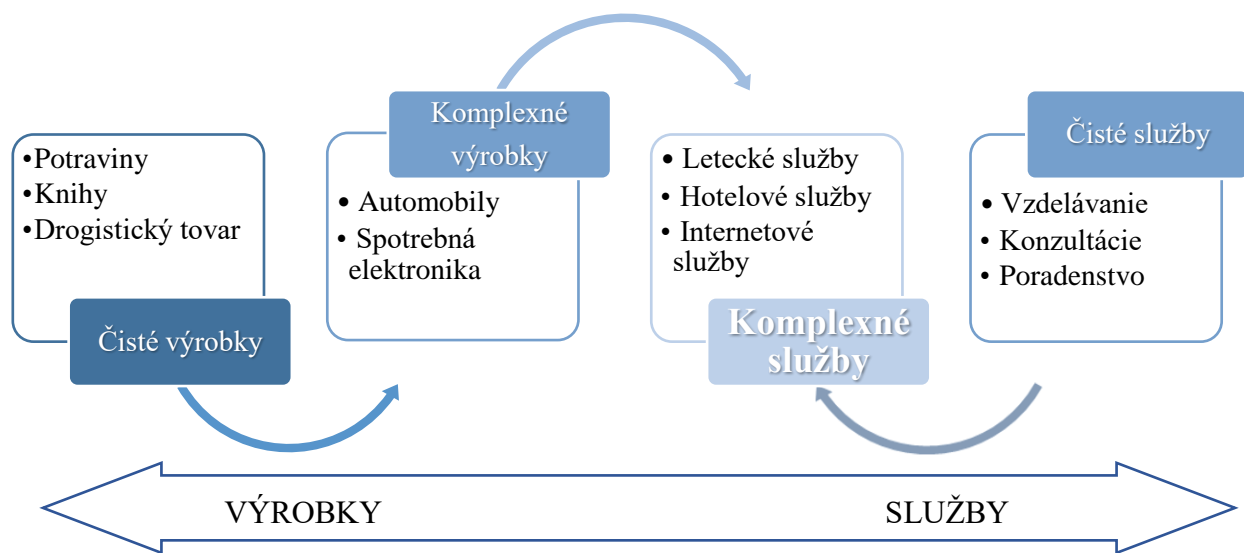 •Potraviny
•Knihy
•Drogistický tovar
Čisté výrobky
Komplexné
výrobky
• Automobily
• Spotrebná
elektronika
• Letecké služby
• Hotelové služby
• Internetové
služby
Komplexné
služby
Čisté služby
• Vzdelávanie
• Konzultácie
• Poradenstvo
VÝROBKY
SLUŽBY